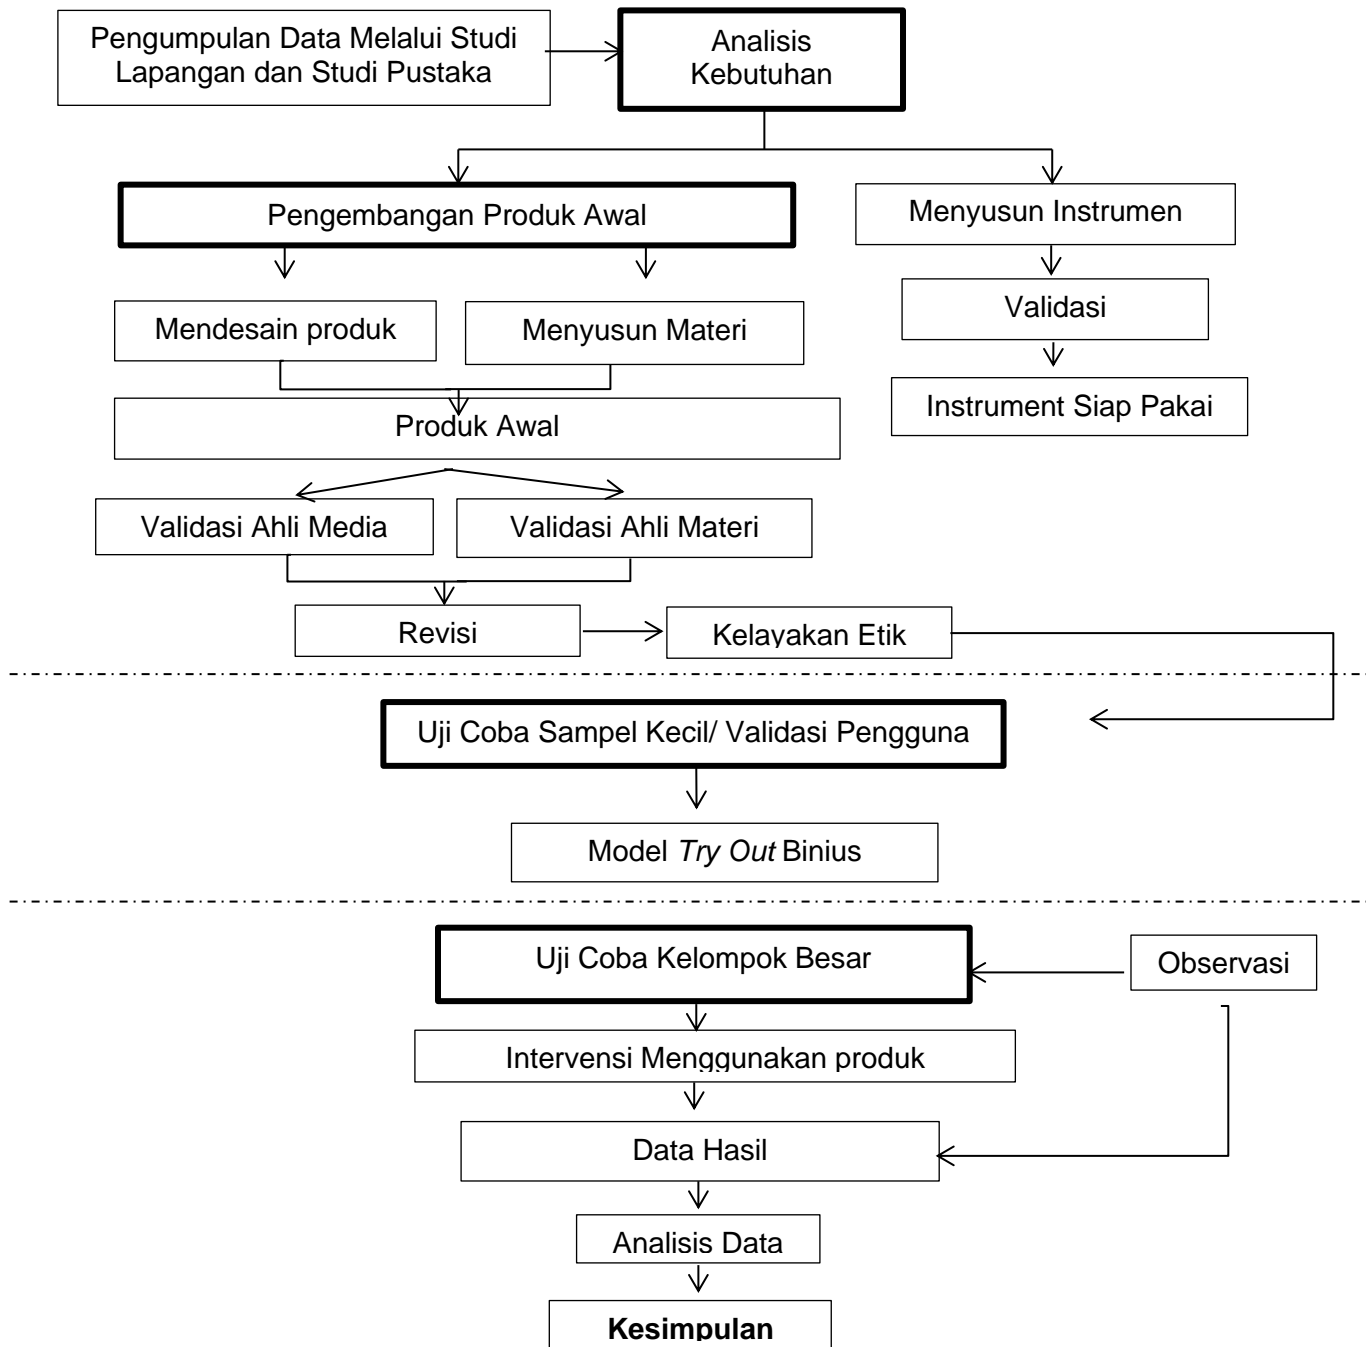 Pengumpulan Data Melalui Studi
Lapangan dan Studi Pustaka
Analisis
Kebutuhan
Pengembangan Produk Awal
Menyusun Instrumen
Mendesain produk
Menyusun Materi
Validasi
Produk Awal
Instrument Siap Pakai
Validasi Ahli Media
Validasi Ahli Materi
Revisi
Kelayakan Etik
Uji Coba Sampel Kecil/ Validasi Pengguna
Model Try Out Binius
Uji Coba Kelompok Besar
Observasi
Intervensi Menggunakan produk
Data Hasil
Analisis Data
Kesimpulan